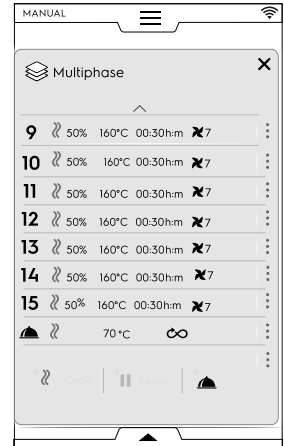 MANUAL
Multiphase
9 50% 160°C 00:30h:m 7
10 50% 160°C 00:30h:m 7
11 50% 160°C 00:30h:m 7
12 50% 160°C 00:30h:m 7
13 50% 160°C 00:30h:m 7
14 50% 160°C 00:30h:m 7
15 50% 160°C 00:30h:m 7
70 °C
Cycle Pause